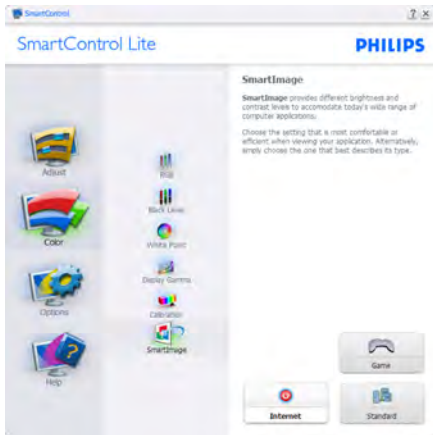 SmartControl
SmartControl Lite
PHILIPS
Adjust
Color
Options
Help
RGB
Black Level
White Point
Display Gamma
Calibration
SmartImage
SmartImage
SmartImage provides different brightness and
contrast levels to accomodate today's wide range of
computer applications.
Choose the setting that is most comfortable or
efficient when viewing your application. Alternatively,
simply choose the one that best describes its type.
Game
Internet
Standard